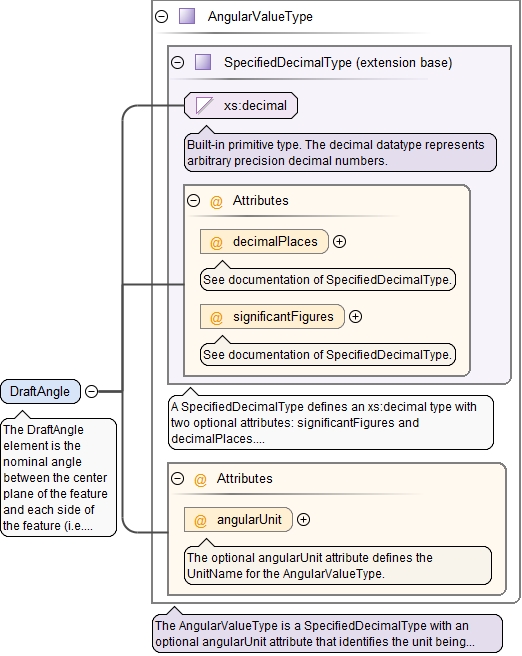 AngularValueType
SpecifiedDecimalType (extension base)
xs:decimal
Built-in primitive type. The decimal datatype represents
arbitrary precision decimal numbers.
@ Attributes
@ decimalPlaces
See documentation of SpecifiedDecimalType.
@ significantFigures
See documentation of SpecifiedDecimalType.
DraftAngle
The DraftAngle
element is the
nominal angle
between the center
plane of the feature
and each side of
the feature (i.e....
A SpecifiedDecimalType defines an xs:decimal type with
two optional attributes: significantFigures and
decimalPlaces....
@ Attributes
@ angularUnit
The optional angularUnit attribute defines the
UnitName for the AngularValueType.
The AngularValueType is a SpecifiedDecimalType with an
optional angularUnit attribute that identifies the unit being...